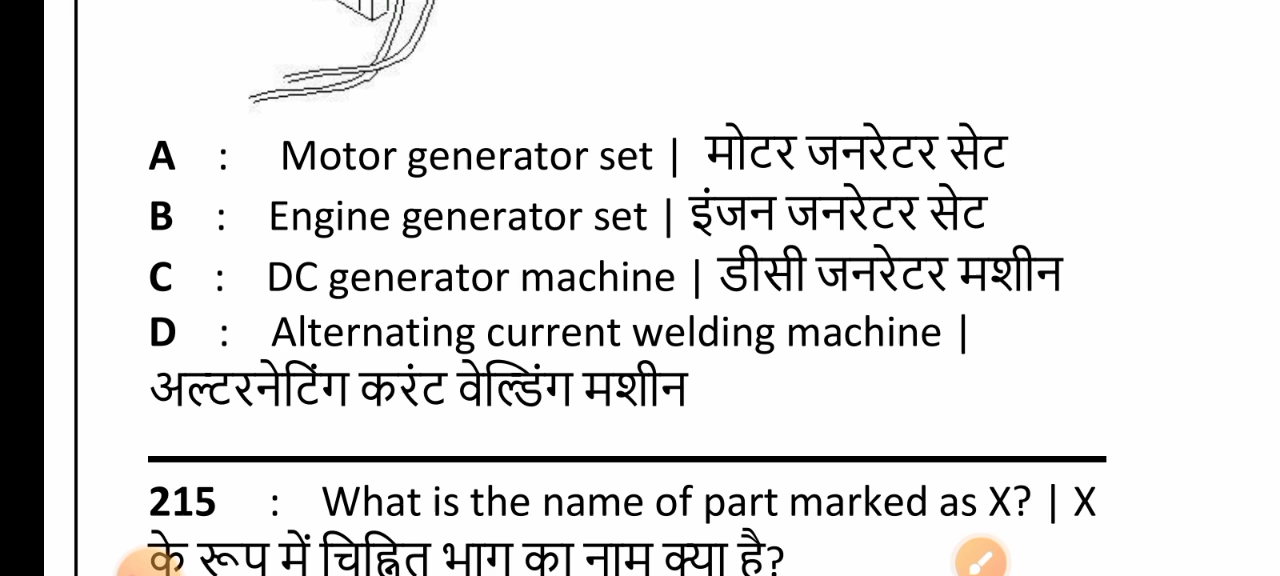 A : Motor generator set | मोटर जनरेटर सेट
B : Engine generator set | इंजन जनरेटर सेट
C : DC generator machine | डीसी जनरेटर मशीन
D : Alternating current welding machine |
अल्टरनेटिंग करंट वेल्डिंग मशीन
215 : What is the name of part marked as X? | X
के रूप में चिह्नित भाग का नाम क्या है?